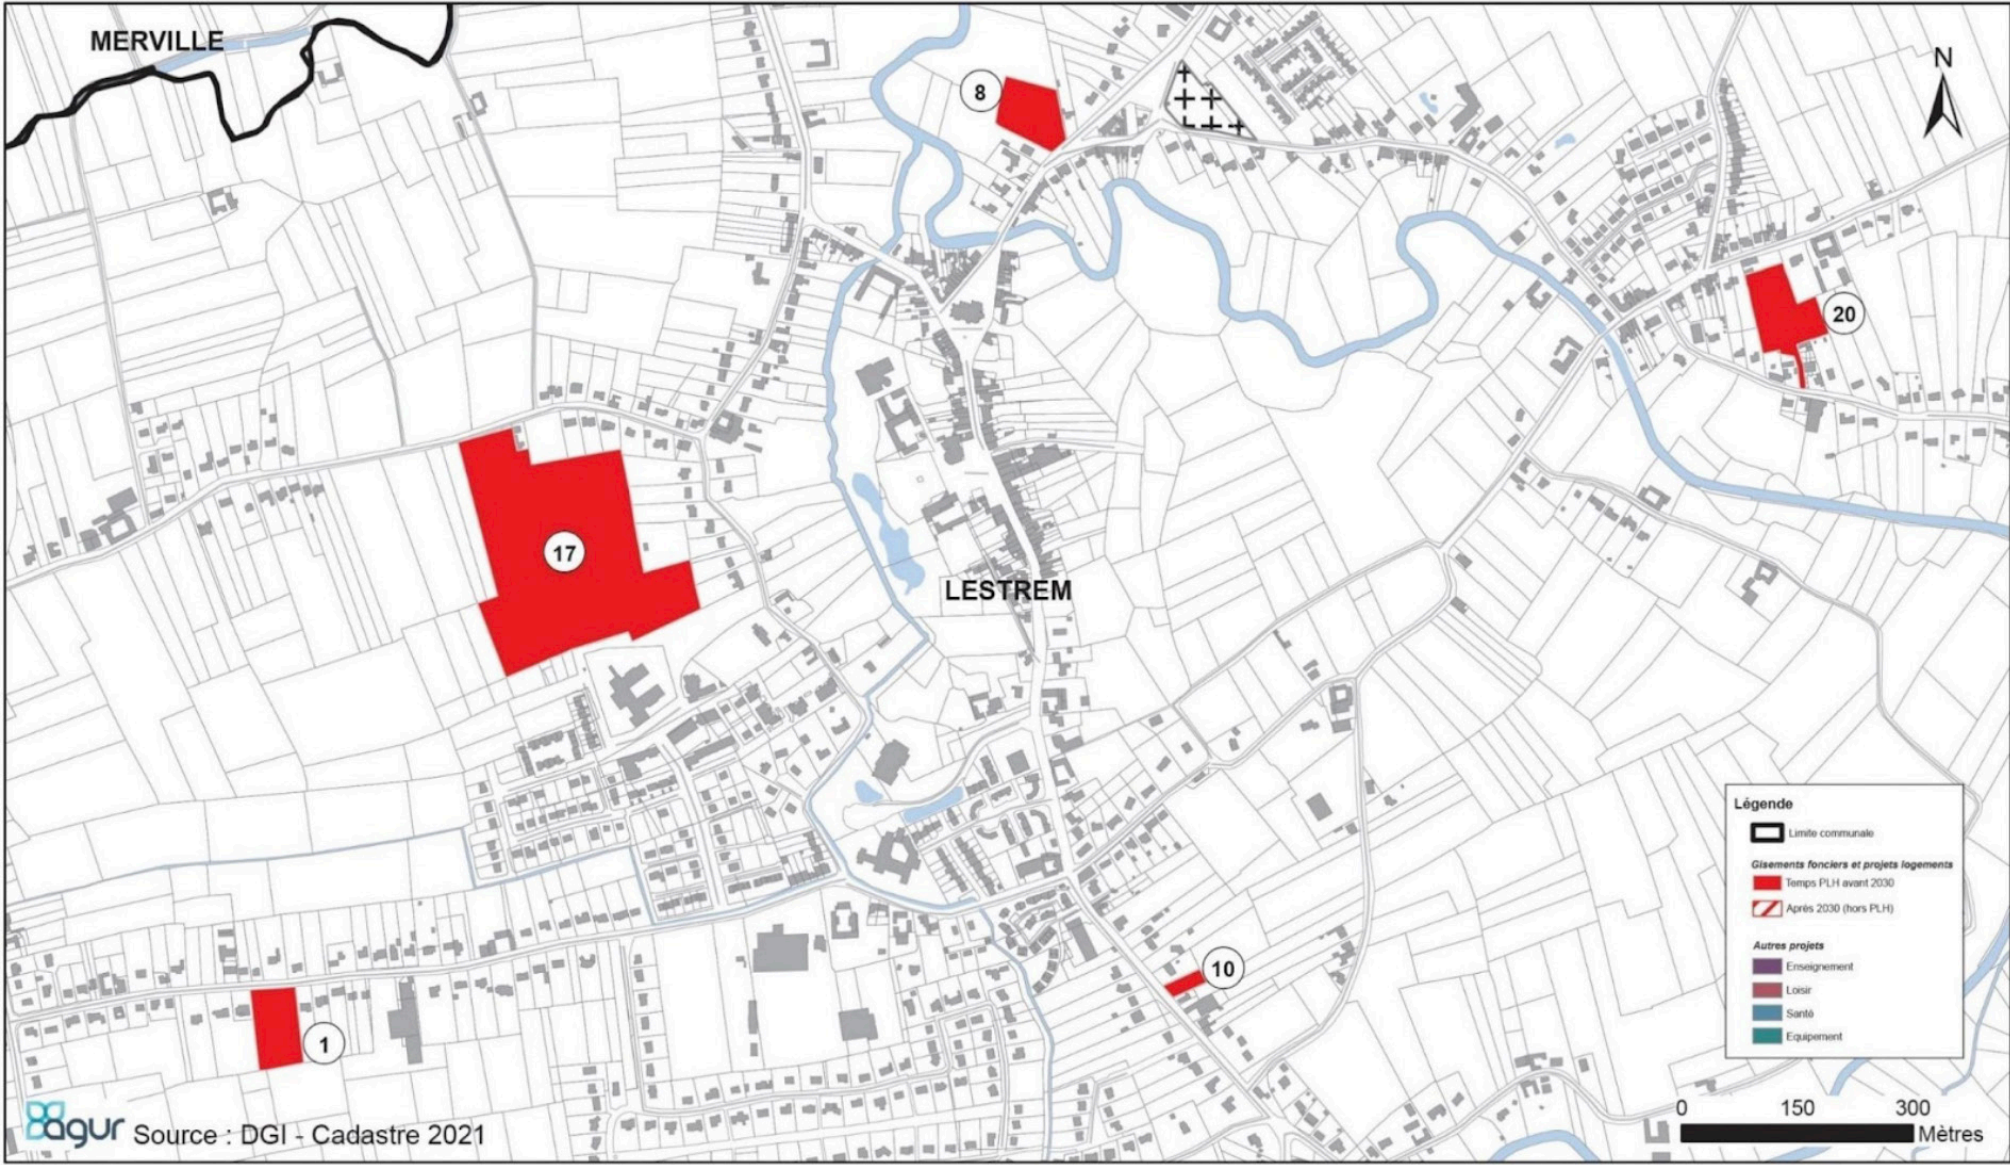 MERVILLE
N
8
20
17
LESTREM
10
1
Légende
Limite communale
Gisements fonciers et projets logements
Temps PLH avant 2030
Après 2030 (hors PLH)
Autres projets
Enseignement
Loisir
Santé
Equipement
0 150 300
Mètres
agur Source : DGI - Cadastre 2021